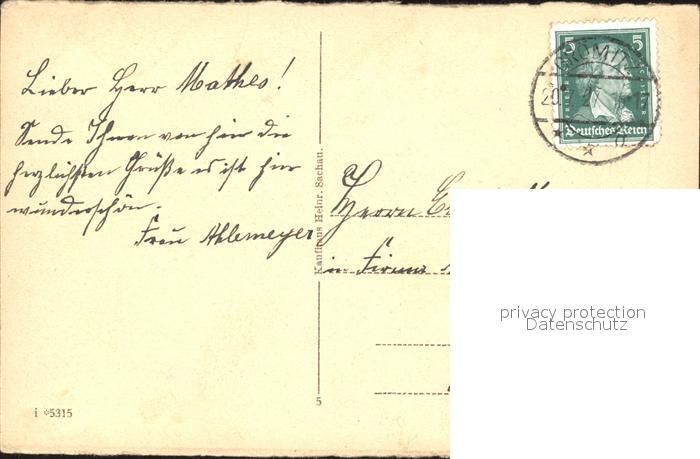 Lieber Herr Mathes!
Sende Ihnen von hier die
herzlichsten Grüße es ist hier
wunderschön.
Frau Ahlemeyer
Kaufhaus Heinr. Sachau.
5
i *5315
Herrn
in Firma
5 5
Deutsches Reich
privacy protection
Datenschutz